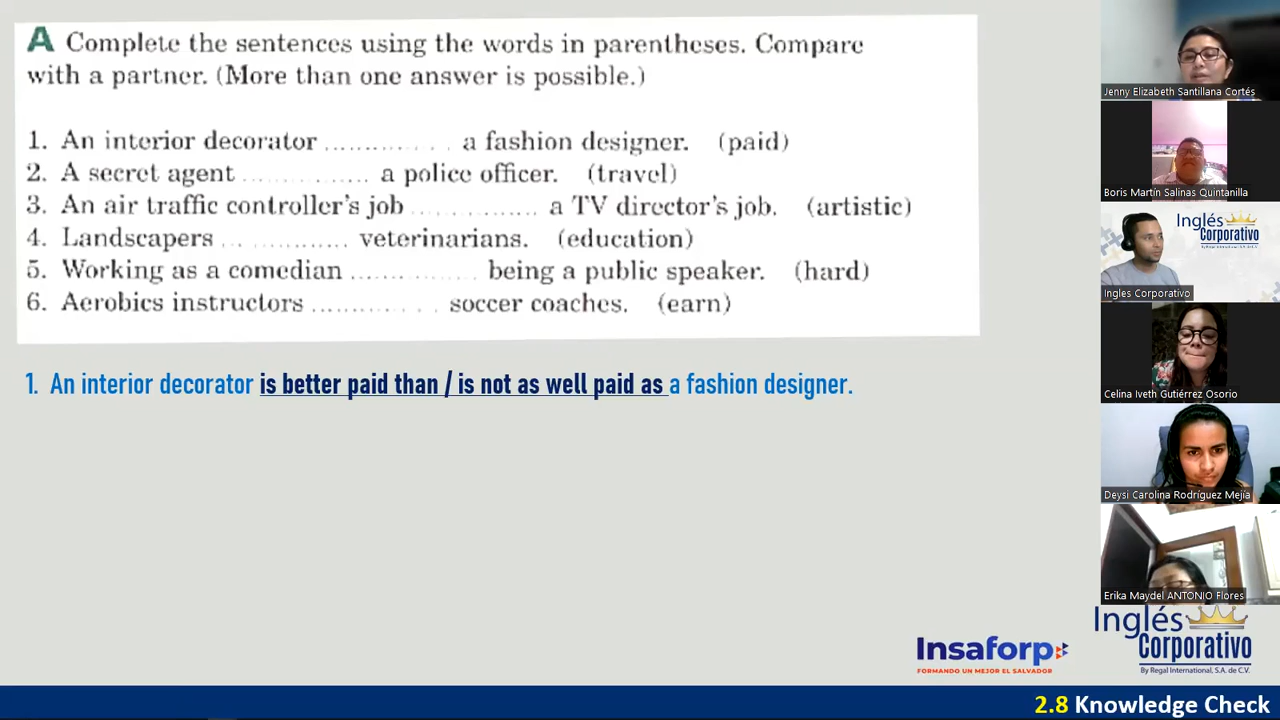 A Complete the sentences using the words in parentheses. Compare
with a partner. (More than one answer is possible.)
1. An interior decorator ............. a fashion designer. (paid)
2. A secret agent ............. a police officer. (travel)
3. An air traffic controller's job ............. a TV director's job. (artistic)
4. Landscapers ............. veterinarians. (education)
5. Working as a comedian ............. being a public speaker. (hard)
6. Aerobics instructors ............. soccer coaches. (earn)
1. An interior decorator is better paid than / is not as well paid as a fashion designer.
Jenny Elizabeth Santillana Cortés
Boris Martín Salinas Quintanilla
Inglés
Corporativo
Ingles Corporativo
Celina Iveth Gutiérrez Osorio
Deysi Carolina Rodríguez Mejia
Erika Maydel ANTONIO Flores
Insaforp
FORMANDO UN MEJOR EL SALVADOR
Inglés
Corporativo
By Regal International, S.A. de C.V.
2.8 Knowledge Check